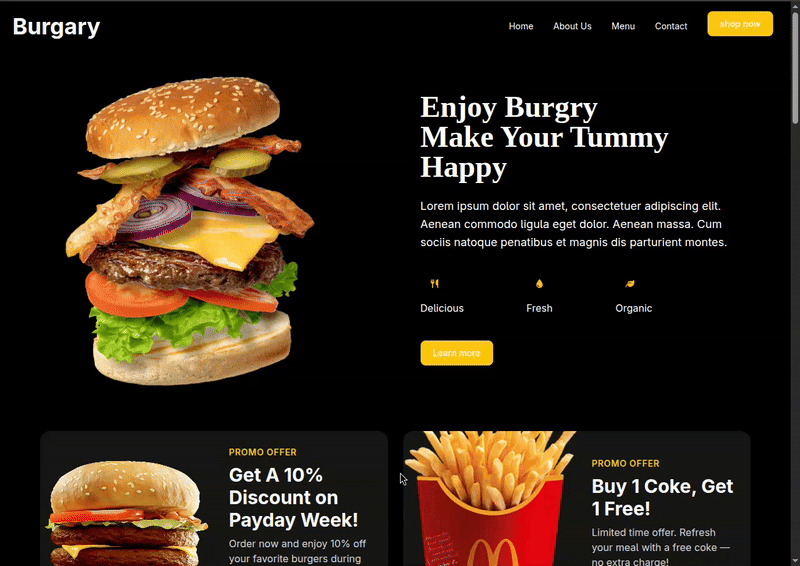 Burgary
Home
About Us
Menu
Contact
shop now
Enjoy Burgry
Make Your Tummy
Happy
Lorem ipsum dolor sit amet, consectetuer adipiscing elit.
Aenean commodo ligula eget dolor. Aenean massa. Cum
sociis natoque penatibus et magnis dis parturient montes.
Delicious
Fresh
Organic
Learn more
PROMO OFFER
Get A 10%
Discount on
Payday Week!
Order now and enjoy 10% off
your favorite burgers during
PROMO OFFER
Buy 1 Coke, Get
1 Free!
Limited time offer. Refresh
your meal with a free coke —
no extra charge!